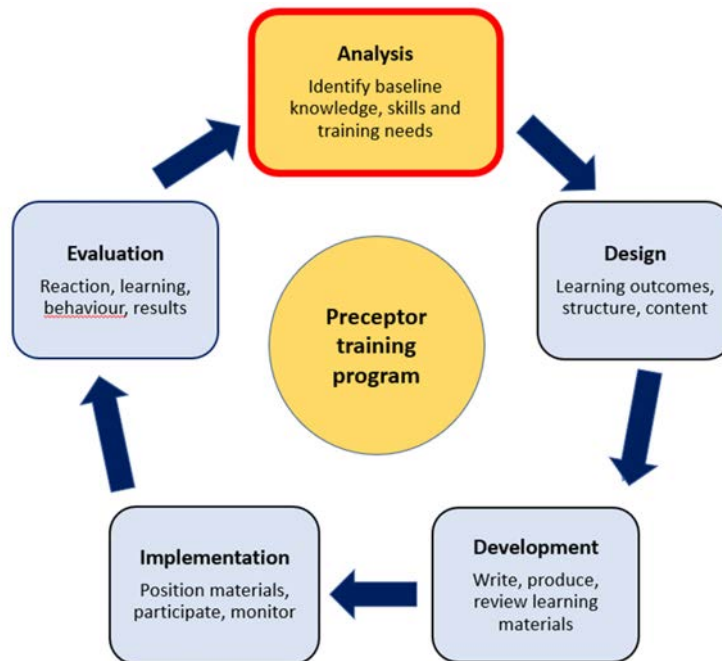 Analysis
Identify baseline
knowledge, skills and
training needs
Evaluation
Reaction, learning,
behaviour, results
Design
Learning outcomes,
structure, content
Preceptor
training
program
Implementation
Position materials,
participate, monitor
Development
Write, produce,
review learning
materials